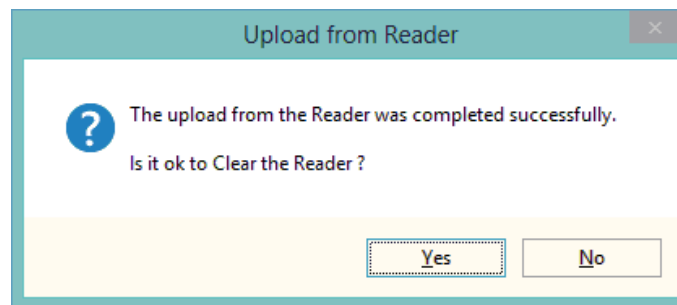 Upload from Reader
The upload from the Reader was completed successfully.
Is it ok to Clear the Reader ?
Yes
No